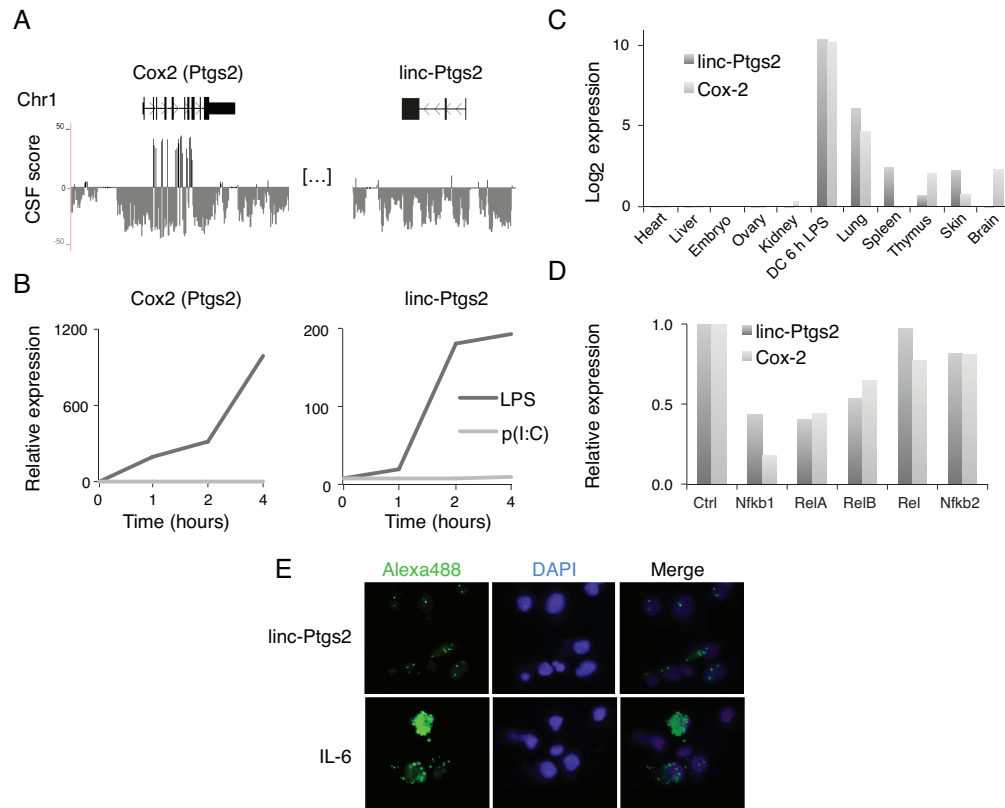 A
Cox2 (Ptgs2)
linc-Ptgs2
Chr1
CSF score
50
0
-50
[...]
B
Cox2 (Ptgs2)
Relative expression
1200
600
0
0 1 2 4
Time (hours)
linc-Ptgs2
200
100
0
0 1 2 4
Time (hours)
LPS
p(I:C)
C
linc-Ptgs2
Cox-2
Log2 expression
10
5
0
Heart
Liver
Embryo
Ovary
Kidney
DC 6 h LPS
Lung
Spleen
Thymus
Skin
Brain
D
linc-Ptgs2
Cox-2
Relative expression
1.0
0.5
0.0
Ctrl Nfkb1 RelA RelB Rel Nfkb2
E
Alexa488 DAPI Merge
linc-Ptgs2
IL-6